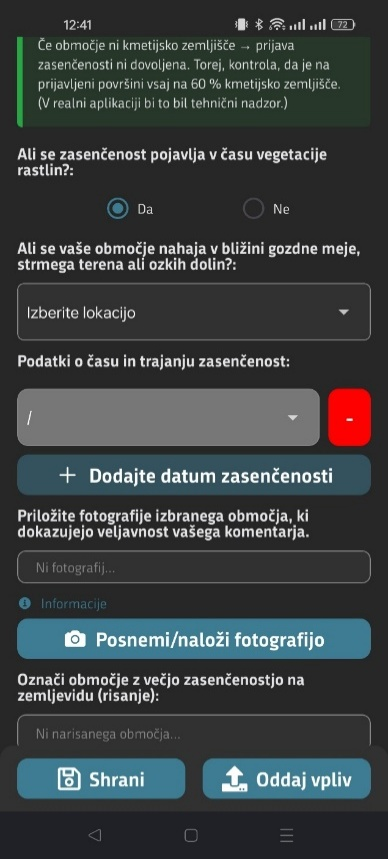 12:41
72
Če območje ni kmetijsko zemljišče → prijava
zasenčenosti ni dovoljena. Torej, kontrola, da je na
prijavljeni površini vsaj na 60 % kmetijsko zemljišče.
(V realni aplikaciji bi to bil tehnični nadzor.)
Ali se zasenčenost pojavlja v času vegetacije
rastlin?:
Da
Ne
Ali se vaše območje nahaja v bližini gozdne meje,
strmega terena ali ozkih dolin?:
Izberite lokacijo
Podatki o času in trajanju zasenčenost:
/
-
+ Dodajte datum zasenčenosti
Priložite fotografije izbranega območja, ki
dokazujejo veljavnost vašega komentarja.
Ni fotografij...
Informacije
Posnemi/naloži fotografijo
Označi območje z večjo zasenčenostjo na
zemljevidu (risanje):
Ni narisanega območja...
Shrani
Oddaj vpliv